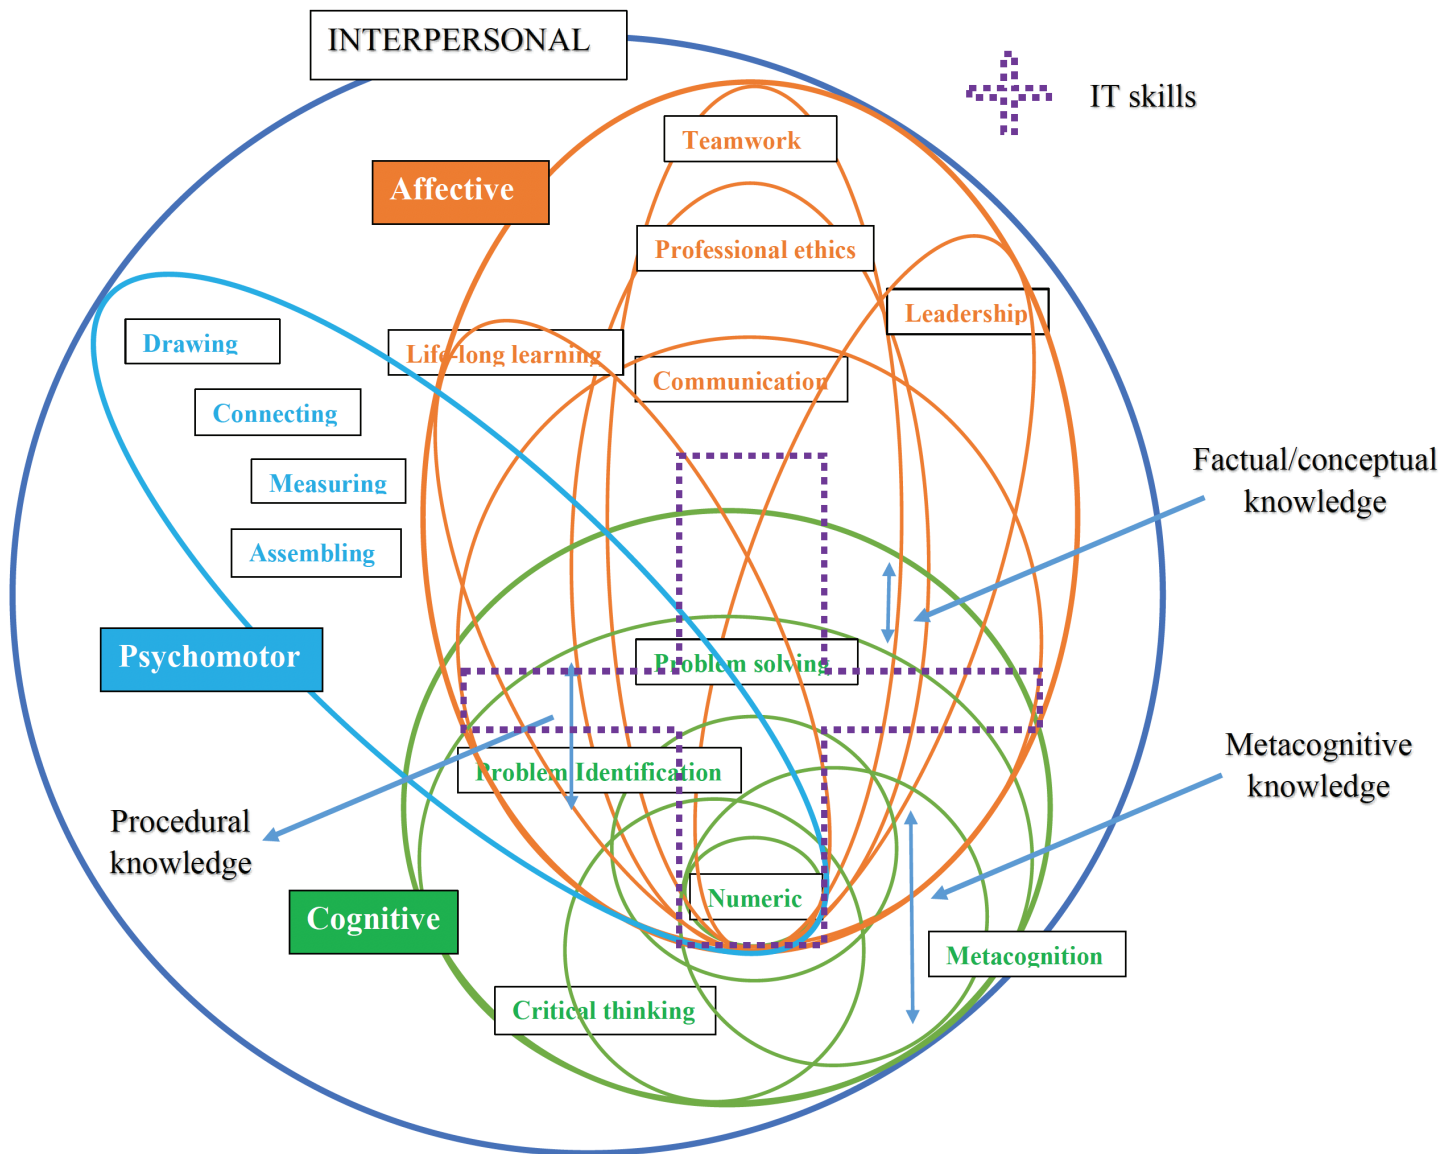 INTERPERSONAL
IT skills
Teamwork
Affective
Professional ethics
Leadership
Drawing
Life-long learning
Communication
Connecting
Measuring
Factual/conceptual
knowledge
Assembling
Psychomotor
Problem solving
Problem Identification
Metacognitive
knowledge
Procedural
knowledge
Numeric
Cognitive
Metacognition
Critical thinking